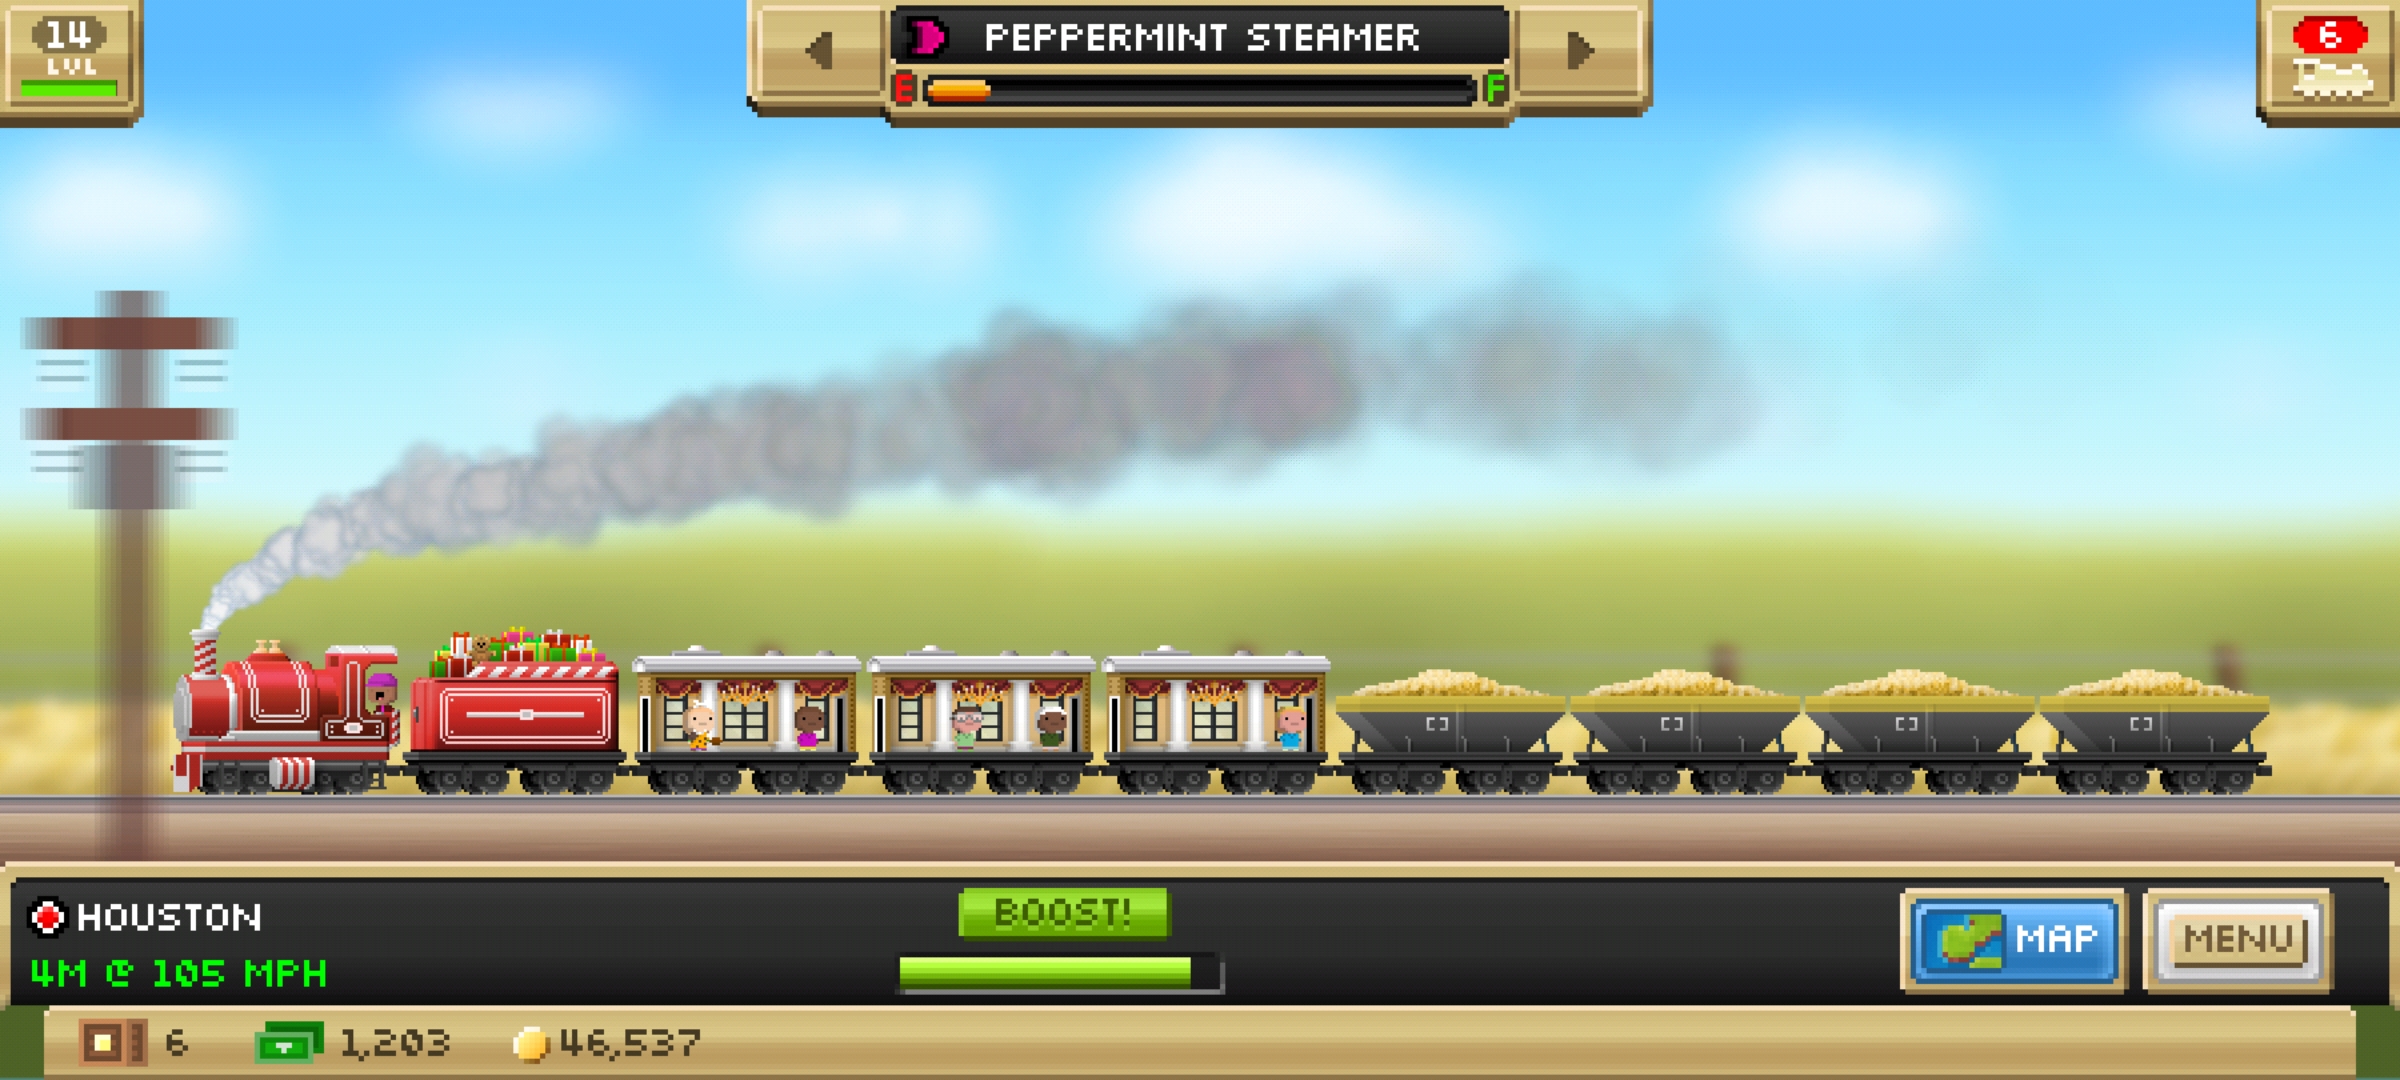 14
LVL
PEPPERMINT STEAMER
E F
6
HOUSTON
4M @ 105 MPH
BOOST!
MAP
MENU
6
1,203
46,537